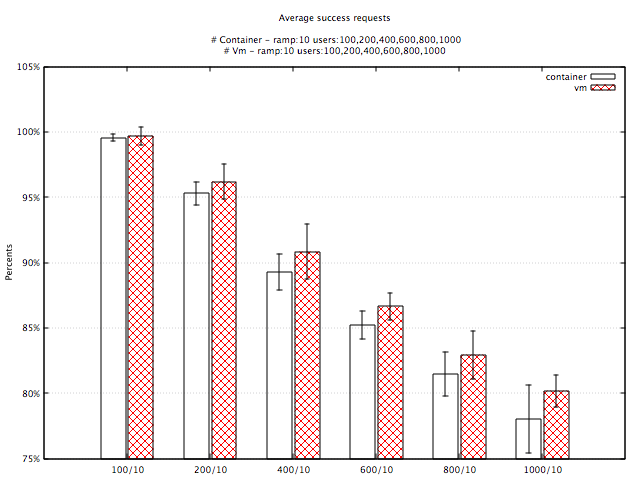 Average success requests
# Container - ramp:10 users:100,200,400,600,800,1000
# Vm - ramp:10 users:100,200,400,600,800,1000
105%
container
vm
100%
95%
90%
Percents
85%
80%
75%
100/10 200/10 400/10 600/10 800/10 1000/10